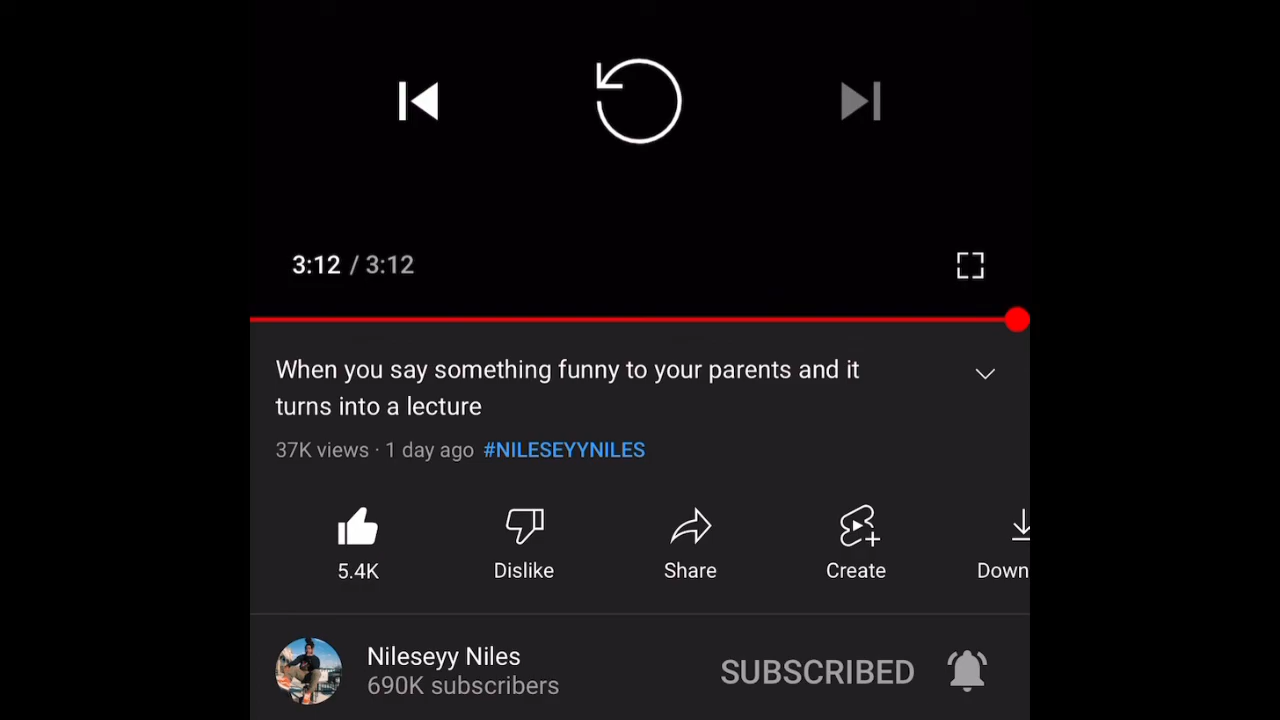 3:12 / 3:12
When you say something funny to your parents and it
turns into a lecture
37K views · 1 day ago #NILESEYYNILES
5.4K Dislike Share Create Down
Nileseyy Niles
690K subscribers
SUBSCRIBED